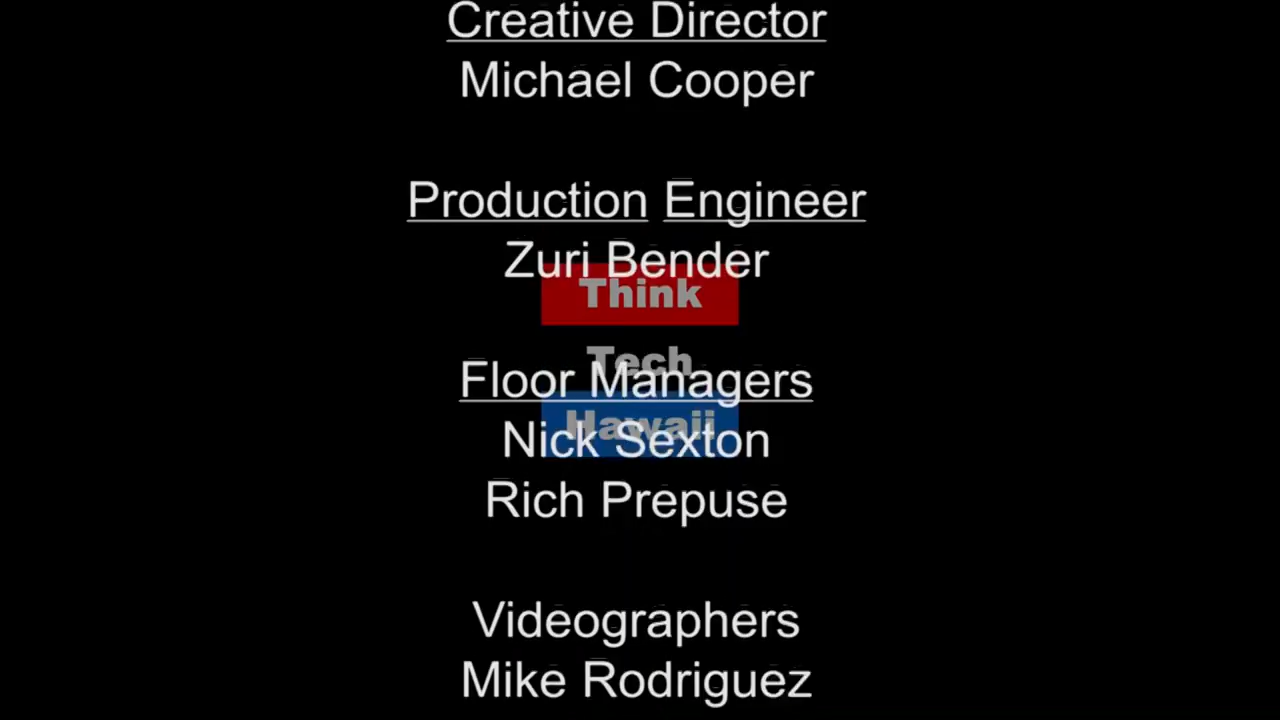 Creative Director
Michael Cooper
Production Engineer
Zuri Bender
Think
Tech
Floor Managers
Hawaii
Nick Sexton
Rich Prepuse
Videographers
Mike Rodriguez